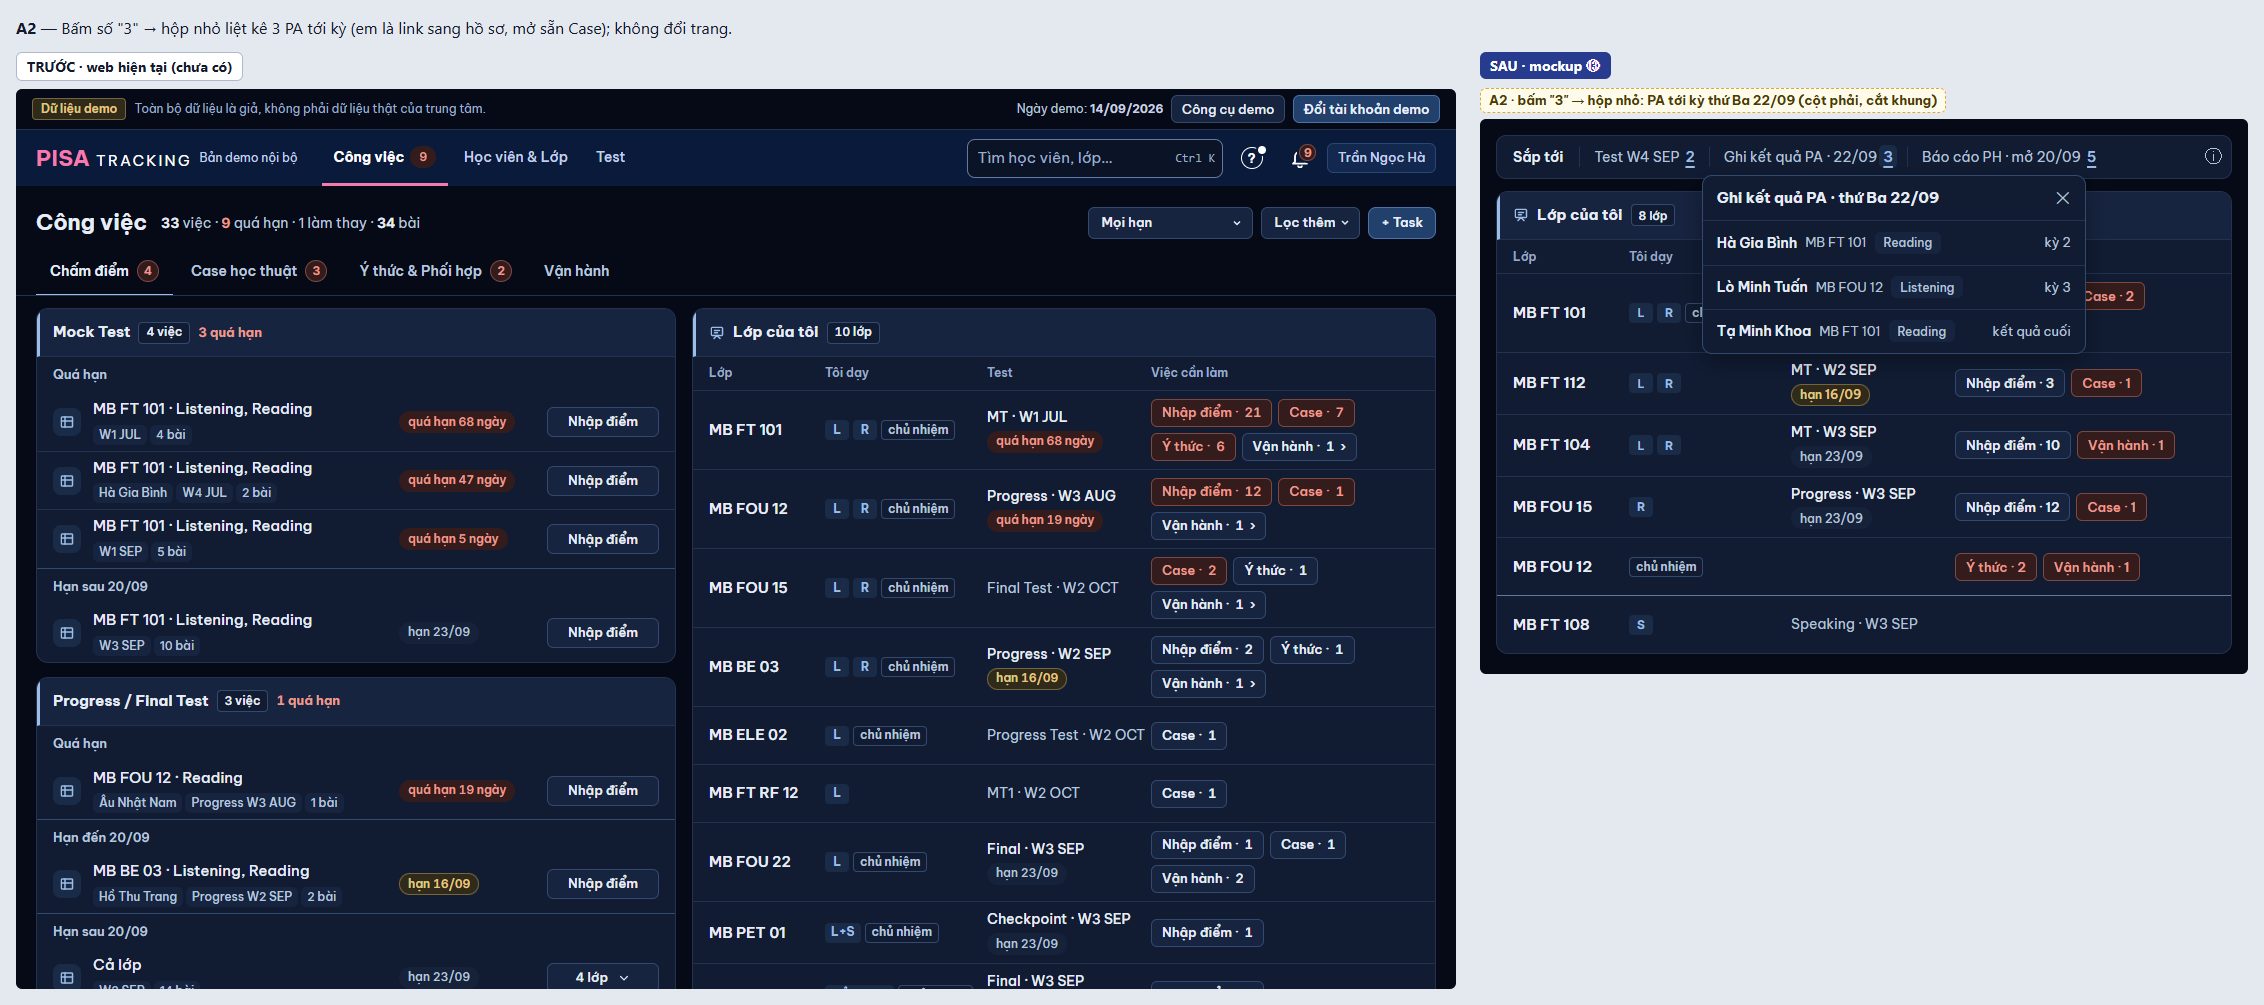 A2 — Bấm số "3" → hộp nhỏ liệt kê 3 PA tới kỳ (em là link sang hồ sơ, mở sẵn Case); không đổi trang.
TRƯỚC · web hiện tại (chưa có)
Dữ liệu demo Toàn bộ dữ liệu là giả, không phải dữ liệu thật của trung tâm.
Ngày demo: 14/09/2026 Công cụ demo Đổi tài khoản demo
PISA TRACKING Bản demo nội bộ Công việc 9 Học viên & Lớp Test
Tìm học viên, lớp... Ctrl K ? 9 Trần Ngọc Hà
Công việc 33 việc · 9 quá hạn · 1 làm thay · 34 bài
Mọi hạn Lọc thêm + Task
Chấm điểm 4 Case học thuật 3 Ý thức & Phối hợp 2 Vận hành
Mock Test 4 việc 3 quá hạn
Quá hạn
MB FT 101 · Listening, Reading
W1 JUL 4 bài
quá hạn 68 ngày Nhập điểm
MB FT 101 · Listening, Reading
Hà Gia Bình W4 JUL 2 bài
quá hạn 47 ngày Nhập điểm
MB FT 101 · Listening, Reading
W1 SEP 5 bài
quá hạn 5 ngày Nhập điểm
Hạn sau 20/09
MB FT 101 · Listening, Reading
W3 SEP 10 bài
hạn 23/09 Nhập điểm
Progress / Final Test 3 việc 1 quá hạn
Quá hạn
MB FOU 12 · Reading
Âu Nhật Nam Progress W3 AUG 1 bài
quá hạn 19 ngày Nhập điểm
Hạn đến 20/09
MB BE 03 · Listening, Reading
Hồ Thu Trang Progress W2 SEP 2 bài
hạn 16/09 Nhập điểm
Hạn sau 20/09
Cả lớp
W3 SEP 14 bài
hạn 23/09 4 lớp
Lớp của tôi 10 lớp
Lớp Tôi dạy Test Việc cần làm
MB FT 101 L R chủ nhiệm
MT · W1 JUL
quá hạn 68 ngày
Nhập điểm · 21 Case · 7
Ý thức · 6 Vận hành · 1 ›
MB FOU 12 L R chủ nhiệm
Progress · W3 AUG
quá hạn 19 ngày
Nhập điểm · 12 Case · 1
Vận hành · 1 ›
MB FOU 15 L R chủ nhiệm
Final Test · W2 OCT
Case · 2 Ý thức · 1
Vận hành · 1 ›
MB BE 03 L R chủ nhiệm
Progress · W2 SEP
hạn 16/09
Nhập điểm · 2 Ý thức · 1
Vận hành · 1 ›
MB ELE 02 L chủ nhiệm Progress Test · W2 OCT Case · 1
MB FT RF 12 L MT1 · W2 OCT Case · 1
MB FOU 22 L chủ nhiệm
Final · W3 SEP
hạn 23/09
Nhập điểm · 1 Case · 1
Vận hành · 2
MB PET 01 L+S chủ nhiệm
Checkpoint · W3 SEP
hạn 23/09
Nhập điểm · 1
Final · W3 SEP
SAU · mockup
A2 · bấm "3" → hộp nhỏ: PA tới kỳ thứ Ba 22/09 (cột phải, cắt khung)
Sắp tới Test W4 SEP 2 Ghi kết quả PA · 22/09 3 Báo cáo PH · mở 20/09 5
Ghi kết quả PA · thứ Ba 22/09
Hà Gia Bình MB FT 101 Reading kỳ 2
Lò Minh Tuấn MB FOU 12 Listening kỳ 3
Tạ Minh Khoa MB FT 101 Reading kết quả cuối
Lớp của tôi 8 lớp
Lớp Tôi dạy
MB FT 101 L R Case · 2
MB FT 112 L R
MT · W2 SEP
hạn 16/09
Nhập điểm · 3 Case · 1
MB FT 104 L R
MT · W3 SEP
hạn 23/09
Nhập điểm · 10 Vận hành · 1
MB FOU 15 R
Progress · W3 SEP
hạn 23/09
Nhập điểm · 12 Case · 1
MB FOU 12 chủ nhiệm Ý thức · 2 Vận hành · 1
MB FT 108 S Speaking · W3 SEP